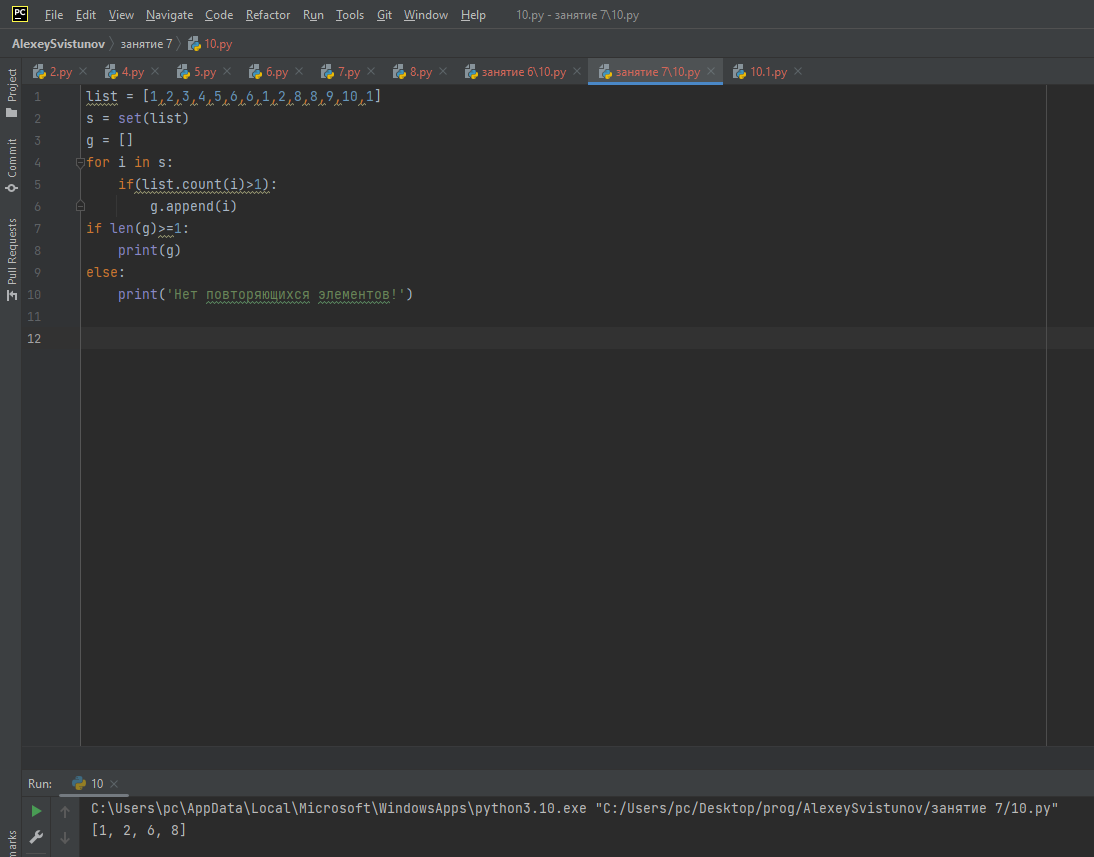 PC File Edit View Navigate Code Refactor Run Tools Git Window Help 10.py - занятие 7\10.py
AlexeySvistunov занятие 7 10.py
2.py 4.py 5.py 6.py 7.py 8.py занятие 6\10.py занятие 7\10.py 10.1.py
Project
Commit
Pull Requests
1 list = [1,2,3,4,5,6,6,1,2,8,8,9,10,1]
2 s = set(list)
3 g = []
4 for i in s:
5 if(list.count(i)>1):
6 g.append(i)
7 if len(g)>=1:
8 print(g)
9 else:
10 print('Нет повторяющихся элементов!')
11
12
Run: 10
C:\Users\pc\AppData\Local\Microsoft\WindowsApps\python3.10.exe "C:/Users/pc/Desktop/prog/AlexeySvistunov/занятие 7/10.py"
[1, 2, 6, 8]
marks